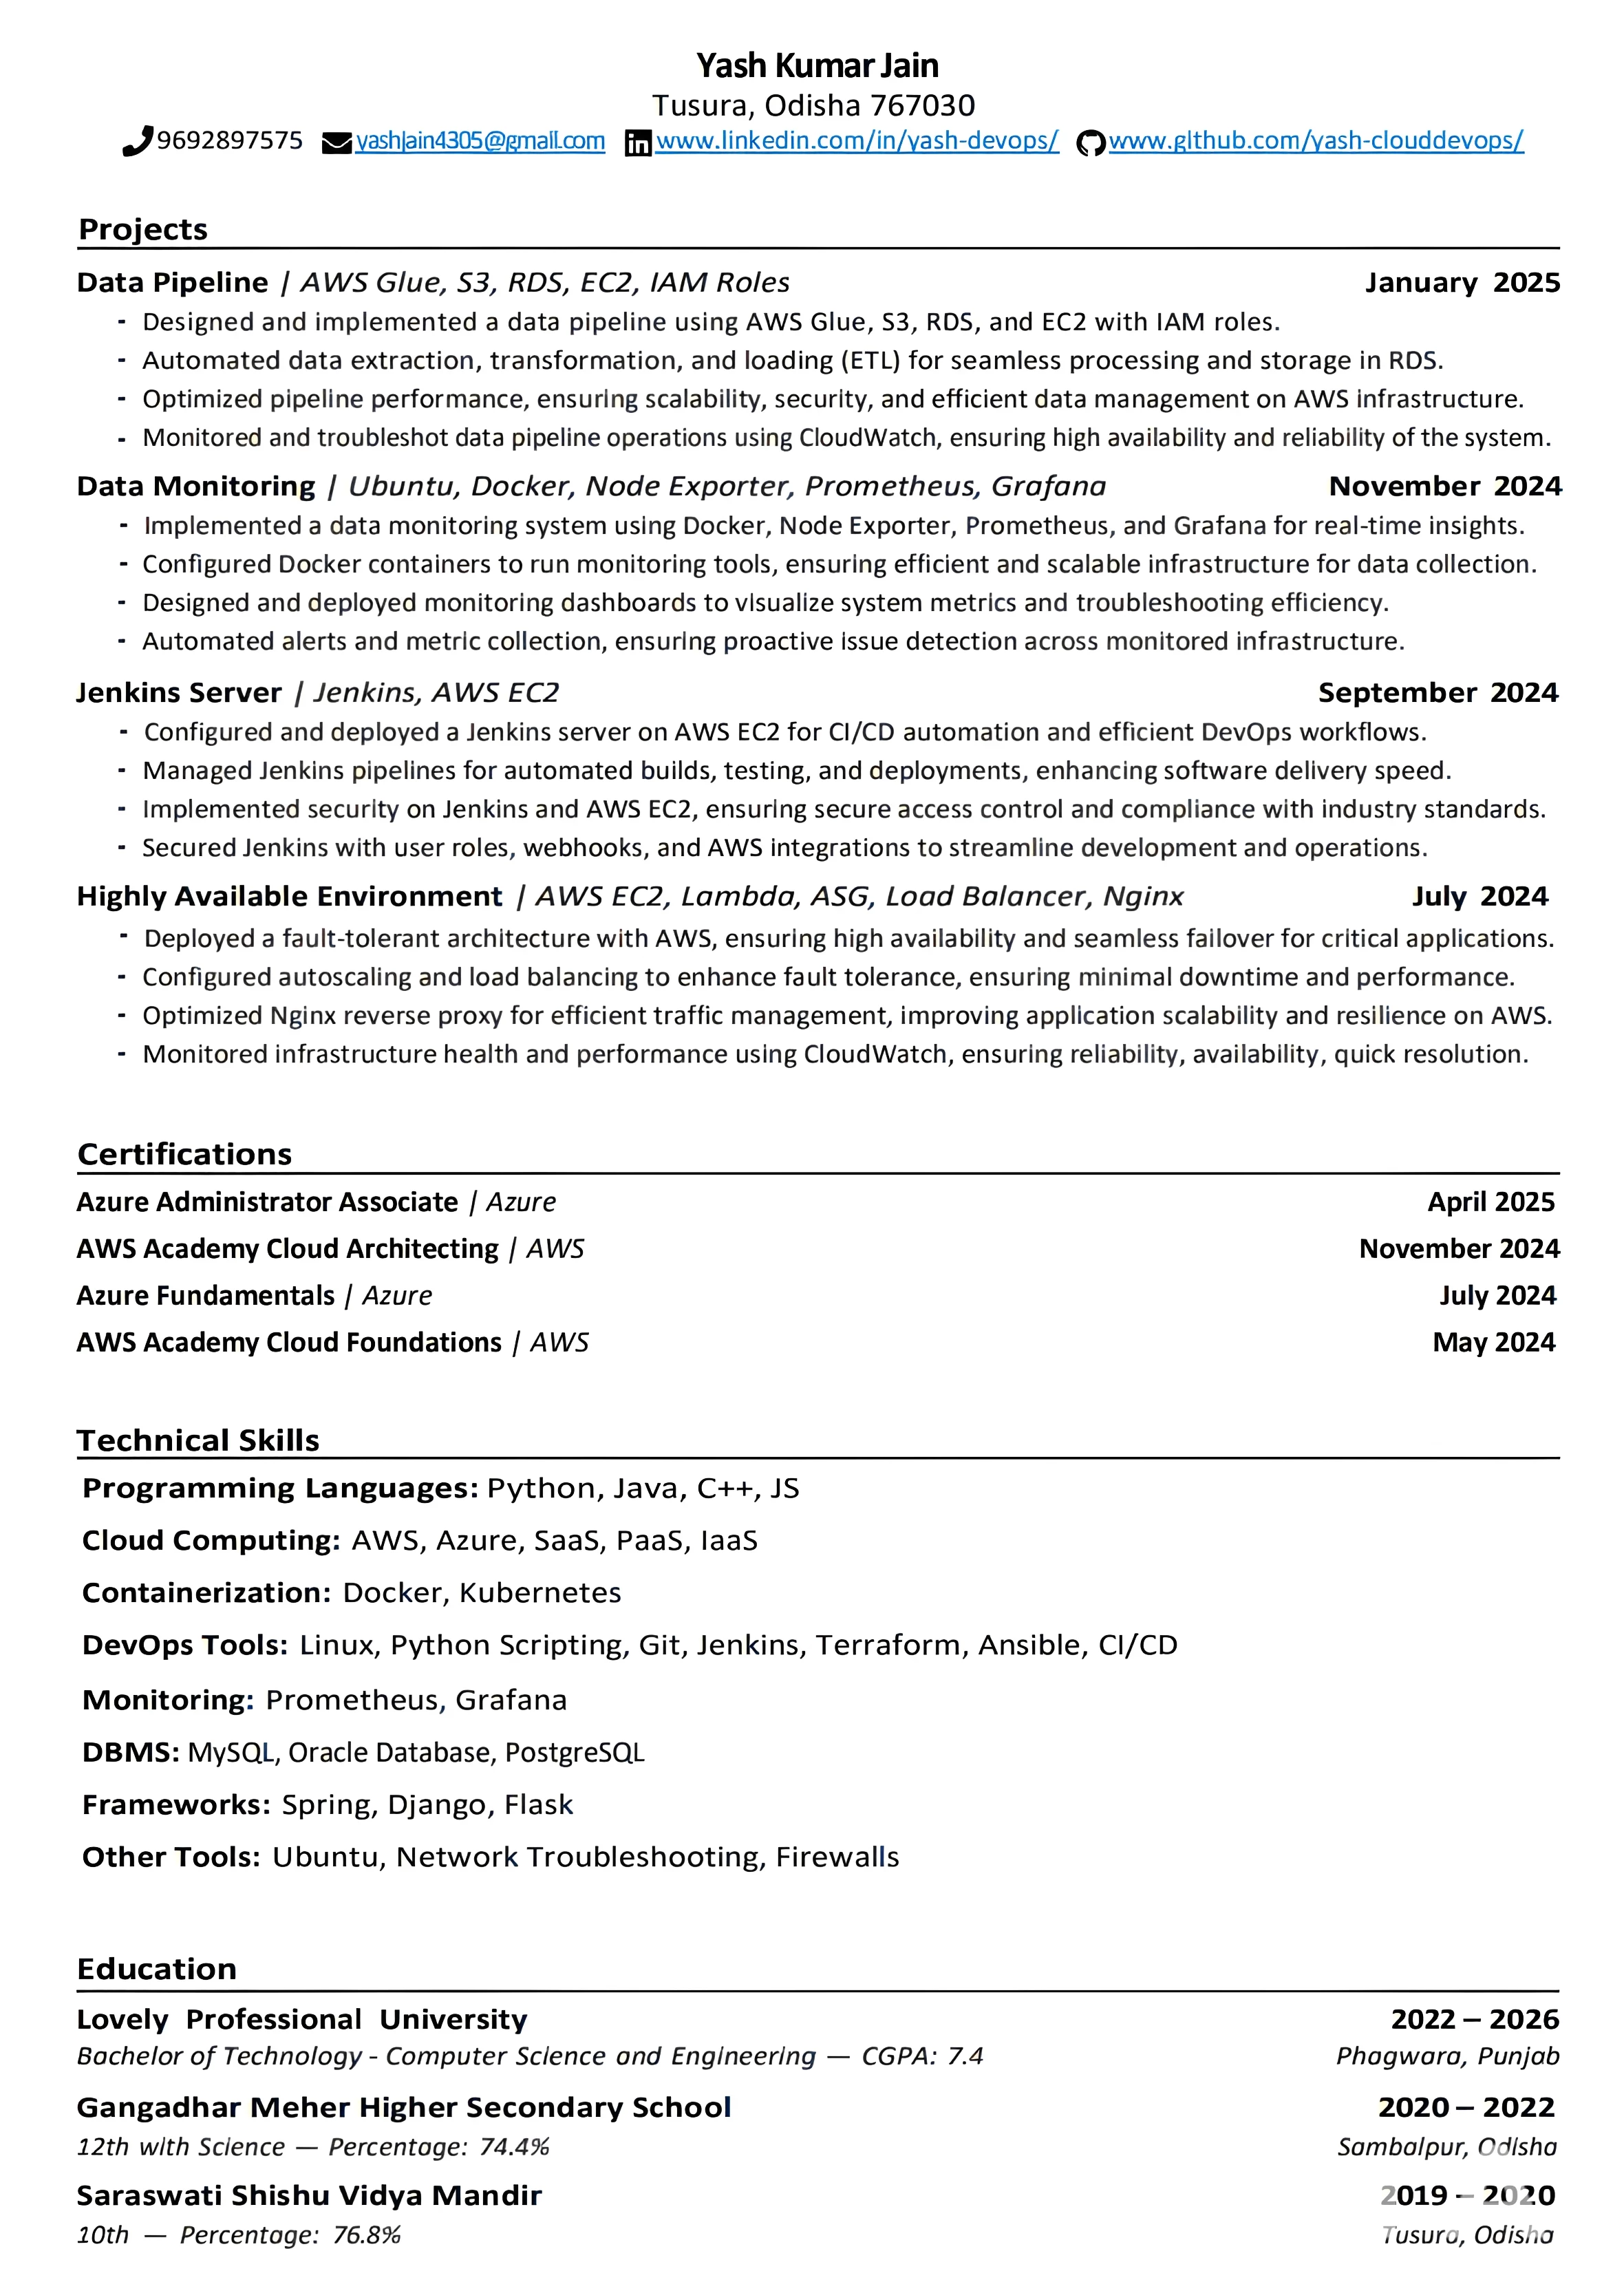 Yash Kumar Jain
Tusura, Odisha 767030
9692897575 yashjain4305@gmail.com www.linkedin.com/in/yash-devops/ www.github.com/yash-clouddevops/
Projects
Data Pipeline | AWS Glue, S3, RDS, EC2, IAM Roles January 2025
- Designed and implemented a data pipeline using AWS Glue, S3, RDS, and EC2 with IAM roles.
- Automated data extraction, transformation, and loading (ETL) for seamless processing and storage in RDS.
- Optimized pipeline performance, ensuring scalability, security, and efficient data management on AWS infrastructure.
- Monitored and troubleshot data pipeline operations using CloudWatch, ensuring high availability and reliability of the system.
Data Monitoring | Ubuntu, Docker, Node Exporter, Prometheus, Grafana November 2024
- Implemented a data monitoring system using Docker, Node Exporter, Prometheus, and Grafana for real-time insights.
- Configured Docker containers to run monitoring tools, ensuring efficient and scalable infrastructure for data collection.
- Designed and deployed monitoring dashboards to visualize system metrics and troubleshooting efficiency.
- Automated alerts and metric collection, ensuring proactive issue detection across monitored infrastructure.
Jenkins Server | Jenkins, AWS EC2 September 2024
- Configured and deployed a Jenkins server on AWS EC2 for CI/CD automation and efficient DevOps workflows.
- Managed Jenkins pipelines for automated builds, testing, and deployments, enhancing software delivery speed.
- Implemented security on Jenkins and AWS EC2, ensuring secure access control and compliance with industry standards.
- Secured Jenkins with user roles, webhooks, and AWS integrations to streamline development and operations.
Highly Available Environment | AWS EC2, Lambda, ASG, Load Balancer, Nginx July 2024
- Deployed a fault-tolerant architecture with AWS, ensuring high availability and seamless failover for critical applications.
- Configured autoscaling and load balancing to enhance fault tolerance, ensuring minimal downtime and performance.
- Optimized Nginx reverse proxy for efficient traffic management, improving application scalability and resilience on AWS.
- Monitored infrastructure health and performance using CloudWatch, ensuring reliability, availability, quick resolution.
Certifications
Azure Administrator Associate | Azure April 2025
AWS Academy Cloud Architecting | AWS November 2024
Azure Fundamentals | Azure July 2024
AWS Academy Cloud Foundations | AWS May 2024
Technical Skills
Programming Languages: Python, Java, C++, JS
Cloud Computing: AWS, Azure, SaaS, PaaS, IaaS
Containerization: Docker, Kubernetes
DevOps Tools: Linux, Python Scripting, Git, Jenkins, Terraform, Ansible, CI/CD
Monitoring: Prometheus, Grafana
DBMS: MySQL, Oracle Database, PostgreSQL
Frameworks: Spring, Django, Flask
Other Tools: Ubuntu, Network Troubleshooting, Firewalls
Education
Lovely Professional University 2022 – 2026
Bachelor of Technology - Computer Science and Engineering — CGPA: 7.4 Phagwara, Punjab
Gangadhar Meher Higher Secondary School 2020 – 2022
12th with Science — Percentage: 74.4% Sambalpur, Odisha
Saraswati Shishu Vidya Mandir 2019 – 2020
10th — Percentage: 76.8% Tusura, Odisha